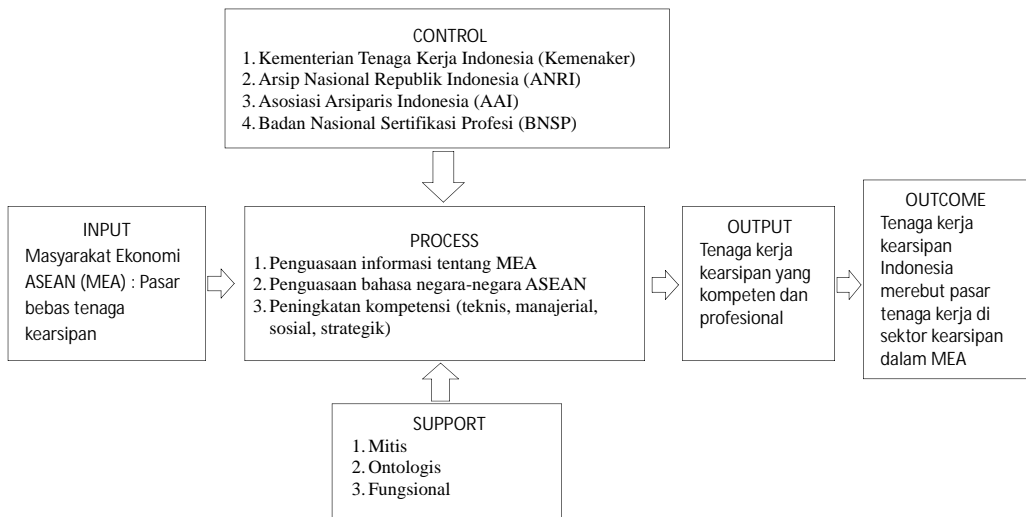 CONTROL
1. Kementerian Tenaga Kerja Indonesia (Kemenaker)
2. Arsip Nasional Republik Indonesia (ANRI)
3. Asosiasi Arsiparis Indonesia (AAI)
4. Badan Nasional Sertifikasi Profesi (BNSP)
INPUT
Masyarakat Ekonomi
ASEAN (MEA) : Pasar
bebas tenaga
kearsipan
PROCESS
1. Penguasaan informasi tentang MEA
2. Penguasaan bahasa negara-negara ASEAN
3. Peningkatan kompetensi (teknis, manajerial,
sosial, strategik)
OUTPUT
Tenaga kerja
kearsipan yang
kompeten dan
profesional
OUTCOME
Tenaga kerja
kearsipan
Indonesia
merebut pasar
tenaga kerja di
sektor kearsipan
dalam MEA
SUPPORT
1. Mitis
2. Ontologis
3. Fungsional